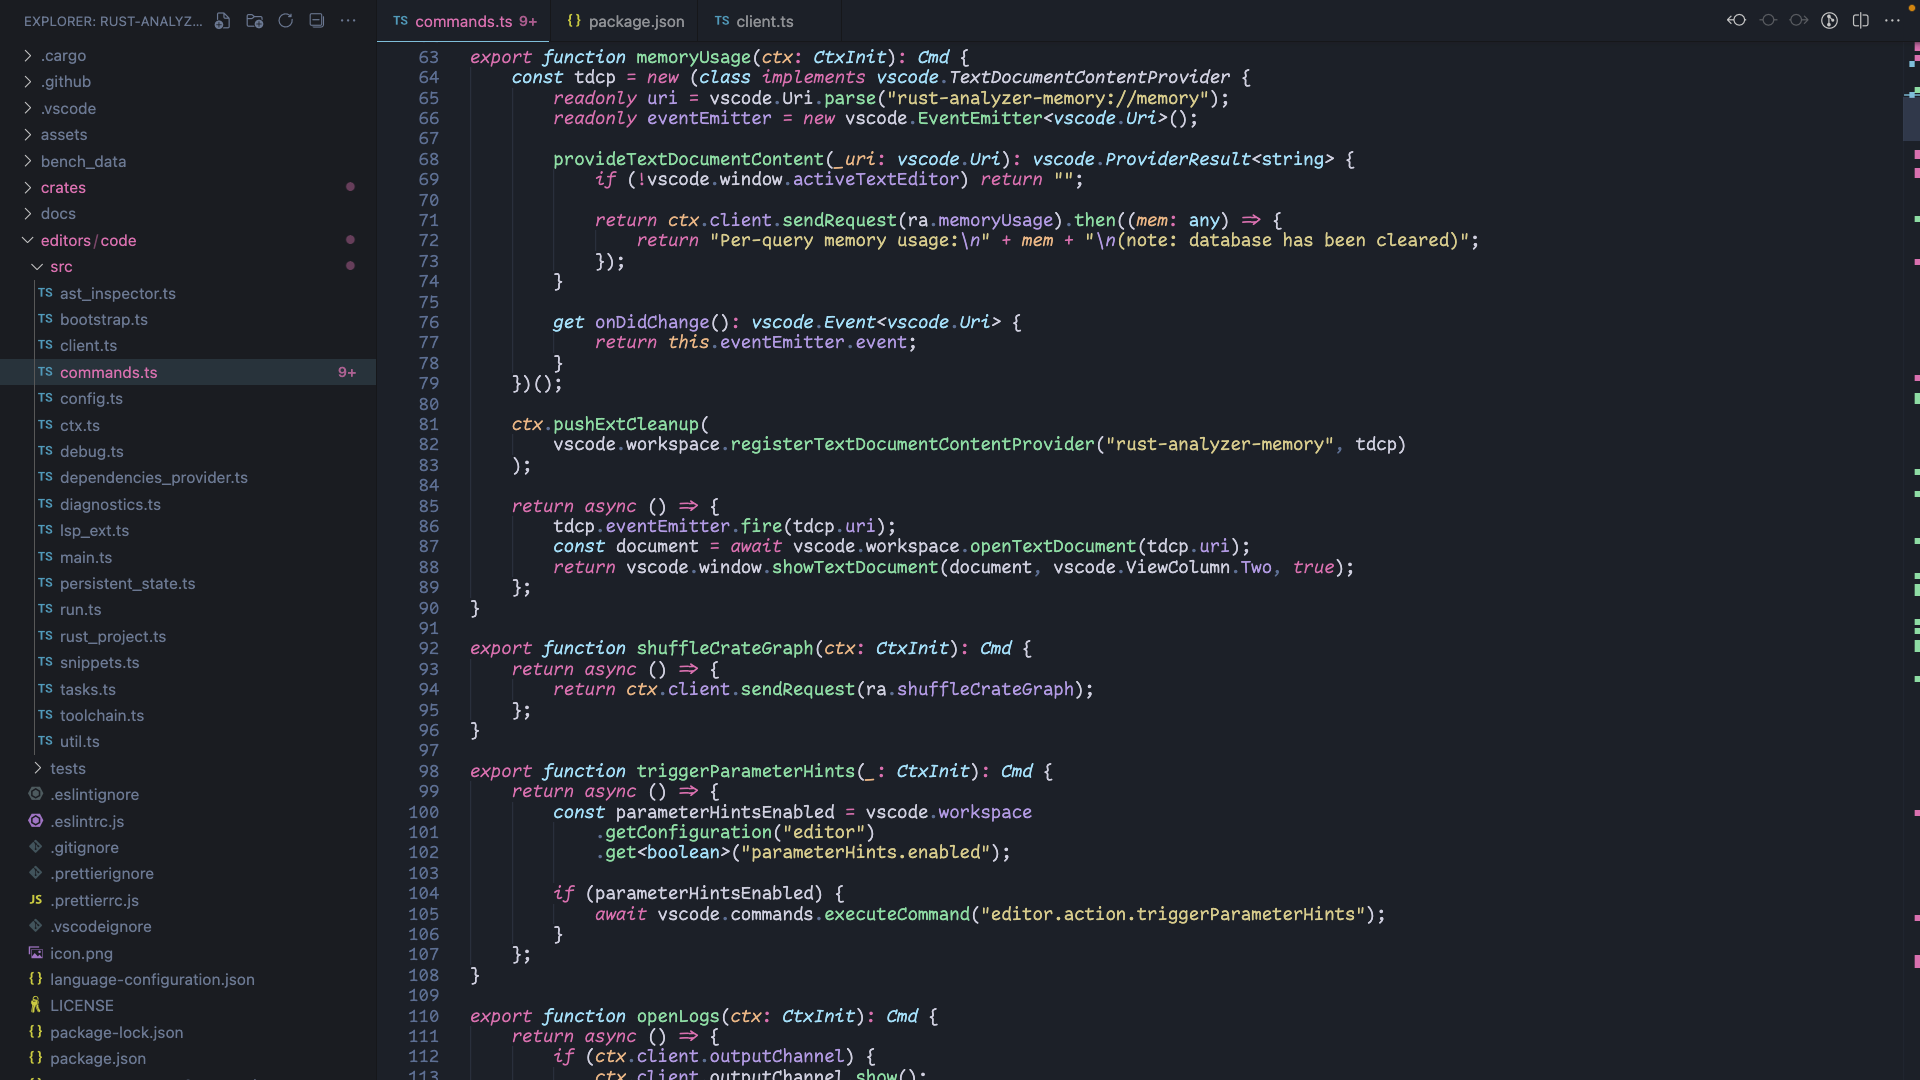 EXPLORER: RUST-ANALYZ...
.cargo
.github
.vscode
assets
bench_data
crates
docs
editors/code
src
TS ast_inspector.ts
TS bootstrap.ts
TS client.ts
TS commands.ts 9+
TS config.ts
TS ctx.ts
TS debug.ts
TS dependencies_provider.ts
TS diagnostics.ts
TS lsp_ext.ts
TS main.ts
TS persistent_state.ts
TS run.ts
TS rust_project.ts
TS snippets.ts
TS tasks.ts
TS toolchain.ts
TS util.ts
tests
.eslintignore
.eslintrc.js
.gitignore
.prettierignore
JS .prettierrc.js
.vscodeignore
icon.png
{} language-configuration.json
LICENSE
{} package-lock.json
{} package.json
TS commands.ts 9+ {} package.json TS client.ts
63 export function memoryUsage(ctx: CtxInit): Cmd {
64 const tdcp = new (class implements vscode.TextDocumentContentProvider {
65 readonly uri = vscode.Uri.parse("rust-analyzer-memory://memory");
66 readonly eventEmitter = new vscode.EventEmitter<vscode.Uri>();
67
68 provideTextDocumentContent(_uri: vscode.Uri): vscode.ProviderResult<string> {
69 if (!vscode.window.activeTextEditor) return "";
70
71 return ctx.client.sendRequest(ra.memoryUsage).then((mem: any) => {
72 return "Per-query memory usage:\n" + mem + "\n(note: database has been cleared)";
73 });
74 }
75
76 get onDidChange(): vscode.Event<vscode.Uri> {
77 return this.eventEmitter.event;
78 }
79 })();
80
81 ctx.pushExtCleanup(
82 vscode.workspace.registerTextDocumentContentProvider("rust-analyzer-memory", tdcp)
83 );
84
85 return async () => {
86 tdcp.eventEmitter.fire(tdcp.uri);
87 const document = await vscode.workspace.openTextDocument(tdcp.uri);
88 return vscode.window.showTextDocument(document, vscode.ViewColumn.Two, true);
89 };
90 }
91
92 export function shuffleCrateGraph(ctx: CtxInit): Cmd {
93 return async () => {
94 return ctx.client.sendRequest(ra.shuffleCrateGraph);
95 };
96 }
97
98 export function triggerParameterHints(_: CtxInit): Cmd {
99 return async () => {
100 const parameterHintsEnabled = vscode.workspace
101 .getConfiguration("editor")
102 .get<boolean>("parameterHints.enabled");
103
104 if (parameterHintsEnabled) {
105 await vscode.commands.executeCommand("editor.action.triggerParameterHints");
106 }
107 };
108 }
109
110 export function openLogs(ctx: CtxInit): Cmd {
111 return async () => {
112 if (ctx.client.outputChannel) {
113 ctx.client.outputChannel.show();